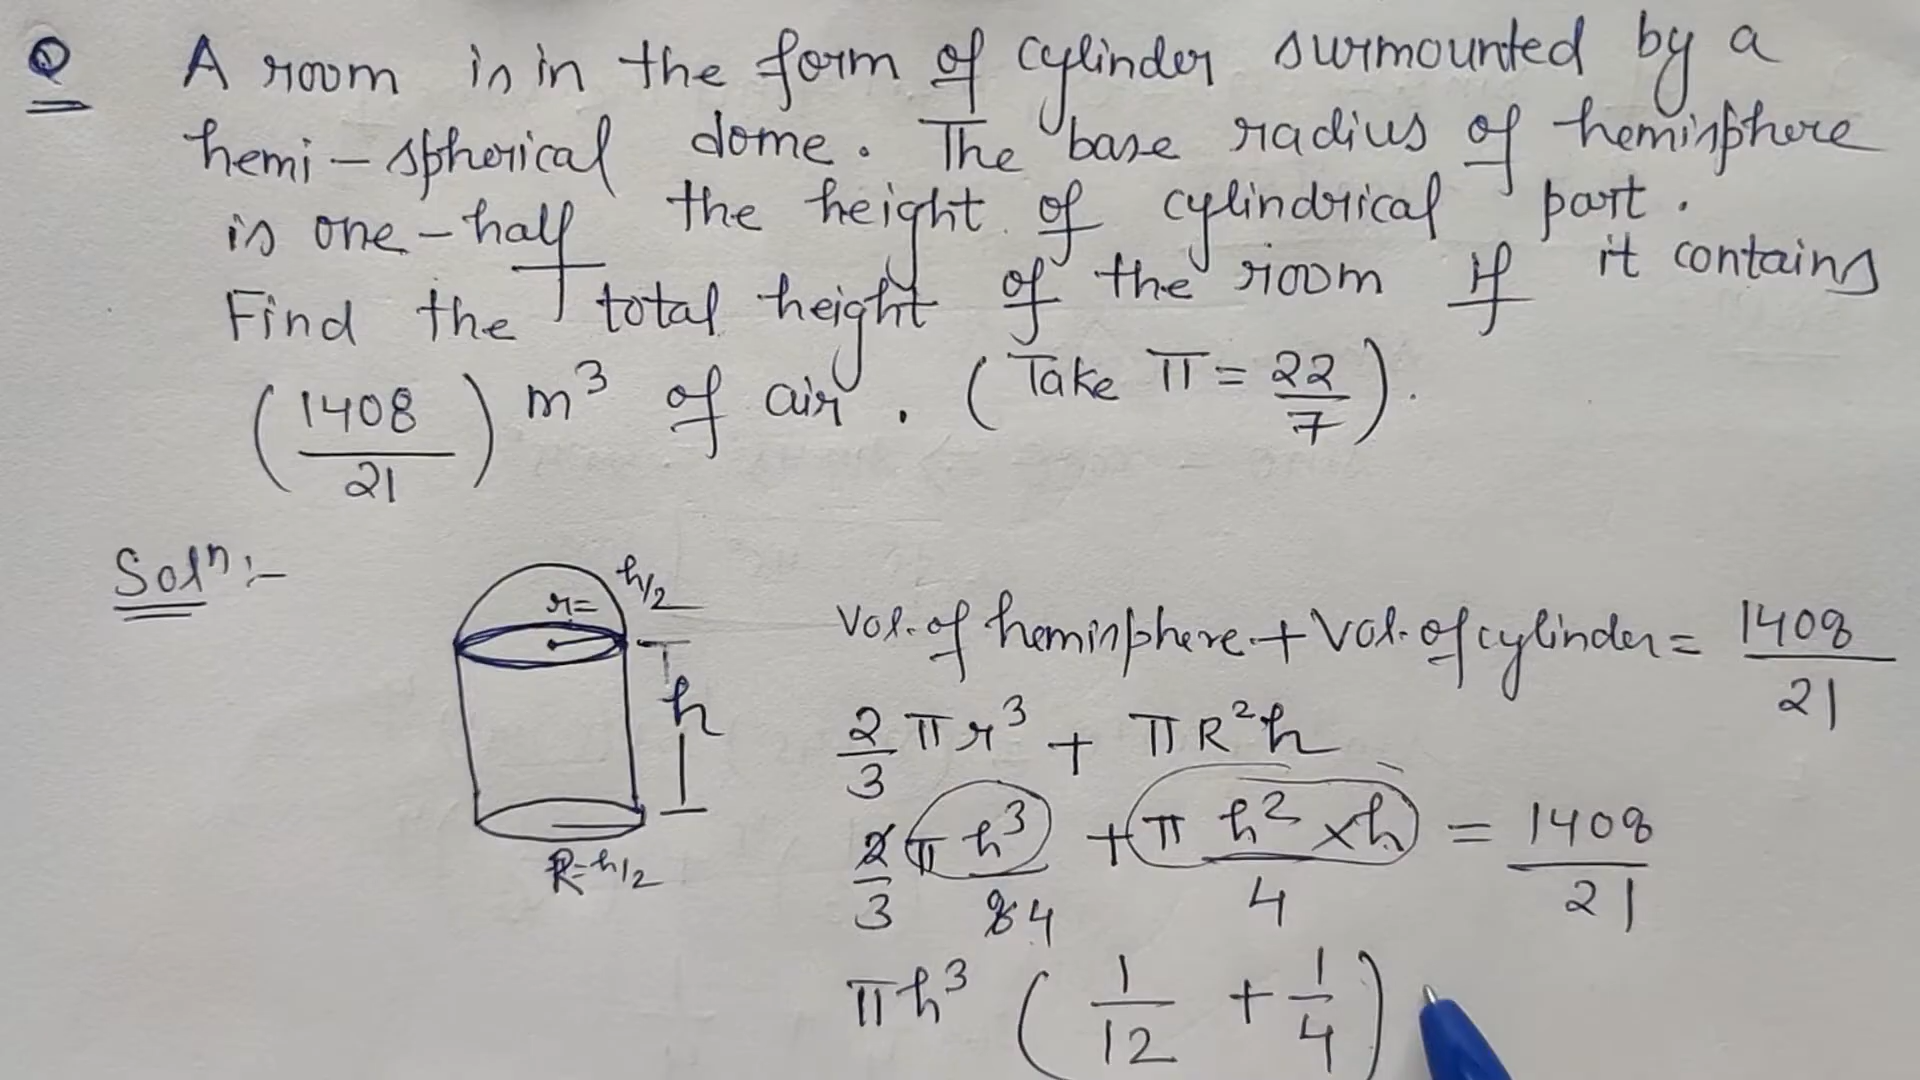 Q A room is in the form of cylinder surmounted by a
hemi-spherical dome. The base radius of hemisphere
is one-half the height of cylindrical part.
Find the total height of the room if it contains
(1408/21) m³ of air. (Take π = 22/7).
Solⁿ:-
r= h/2
h
R=h/2
Vol. of hemisphere + Vol. of cylinder = 1408/21
2/3 πr³ + πR²h
2/3 π h³/84 + π h²/4 × h = 1408/21
πh³ (1/12 + 1/4)